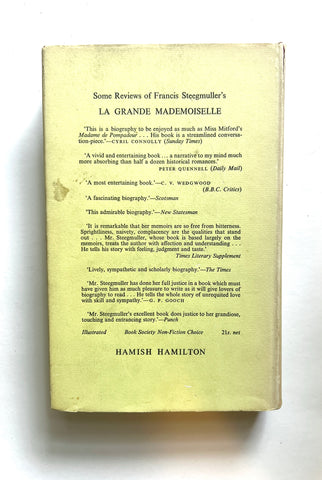 Some Reviews of Francis Steegmuller's
LA GRANDE MADEMOISELLE
'This is a biography to be enjoyed as much as Miss Mitford's
Madame de Pompadour . . . His book is a streamlined conversa-
tion-piece.'—CYRIL CONNOLLY (Sunday Times)
'A vivid and entertaining book . . . a narrative to my mind much
more absorbing than half a dozen historical romances.'
PETER QUENNELL (Daily Mail)
'A most entertaining book.'—C. V. WEDGWOOD
(B.B.C. Critics)
'A fascinating biography.'—Scotsman
'This admirable biography.'—New Statesman
'It is remarkable that her memoirs are so free from bitterness.
Sprightliness, naivety, complacency are the qualities that stand
out . . . Mr. Steegmuller, whose book is based largely on the
memoirs, treats the author with affection and understanding . . .
He tells his story with feeling, judgment and taste.'
Times Literary Supplement
'Lively, sympathetic and scholarly biography.'—The Times
'Mr. Steegmuller has done her full justice in a book which must
have given him as much pleasure to write as it will give lovers of
biography to read . . . He tells the whole story of unrequited love
with skill and sympathy.'—G. P. GOOCH
'Mr. Steegmuller's excellent book does justice to her grandiose,
touching and entrancing story.'—Punch
Illustrated Book Society Non-Fiction Choice 21s. net
HAMISH HAMILTON